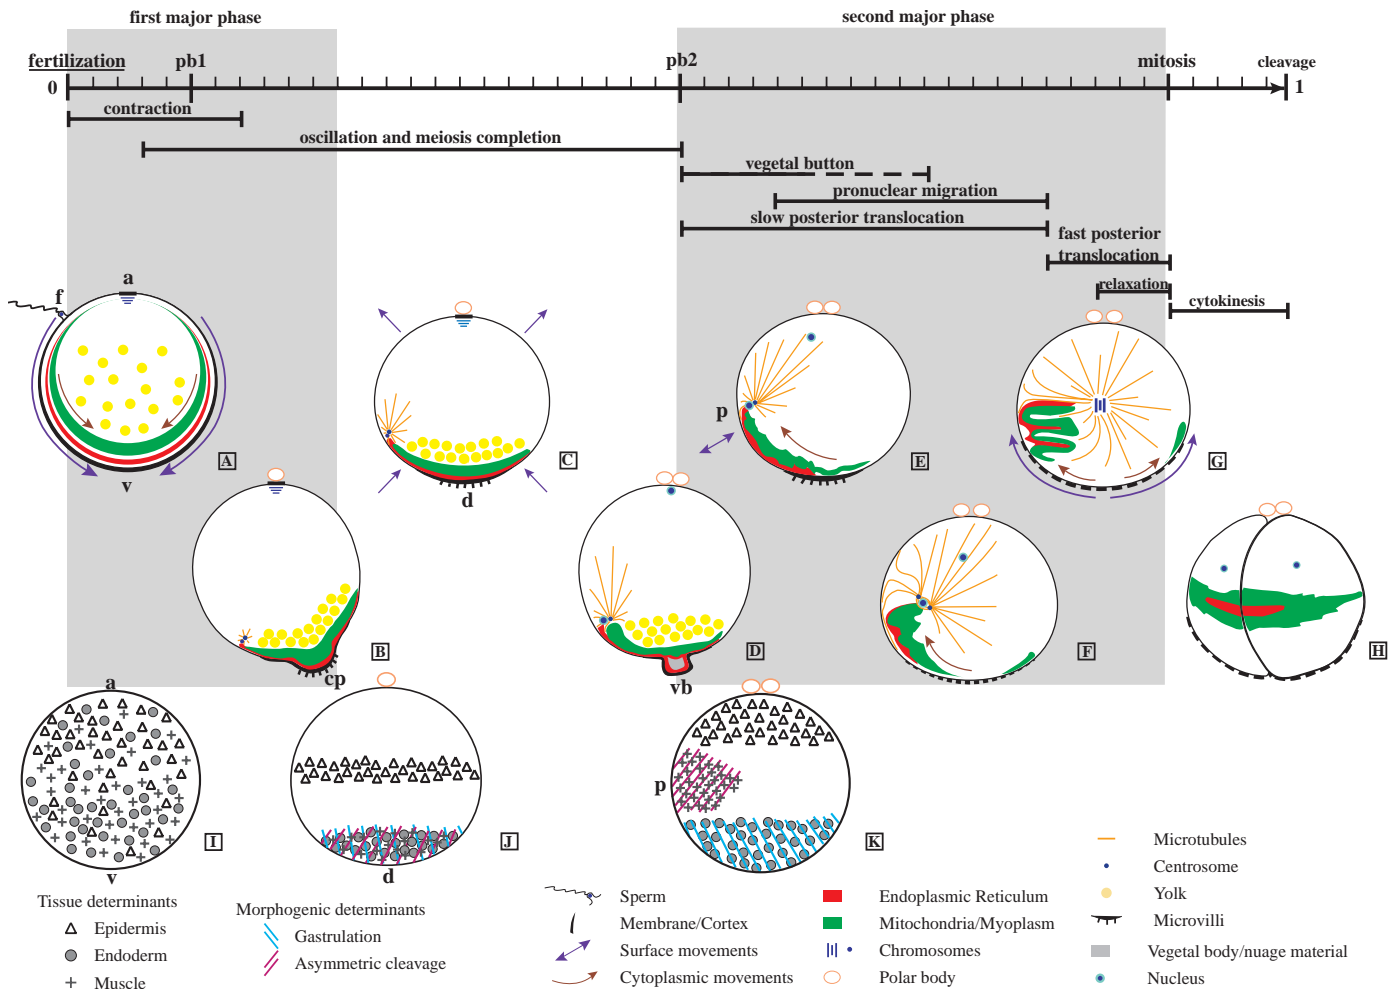 first major phase
second major phase
fertilization
pb1
pb2
mitosis
cleavage
0
1
contraction
oscillation and meiosis completion
vegetal button
pronuclear migration
slow posterior translocation
fast posterior
translocation
relaxation
cytokinesis
a
f
v
A
C
d
p
E
G
B
cp
D
vb
F
H
a
I
v
J
d
p
K
Tissue determinants
Epidermis
Endoderm
Muscle
Morphogenic determinants
Gastrulation
Asymmetric cleavage
Sperm
Membrane/Cortex
Surface movements
Cytoplasmic movements
Endoplasmic Reticulum
Mitochondria/Myoplasm
Chromosomes
Polar body
Microtubules
Centrosome
Yolk
Microvilli
Vegetal body/nuage material
Nucleus